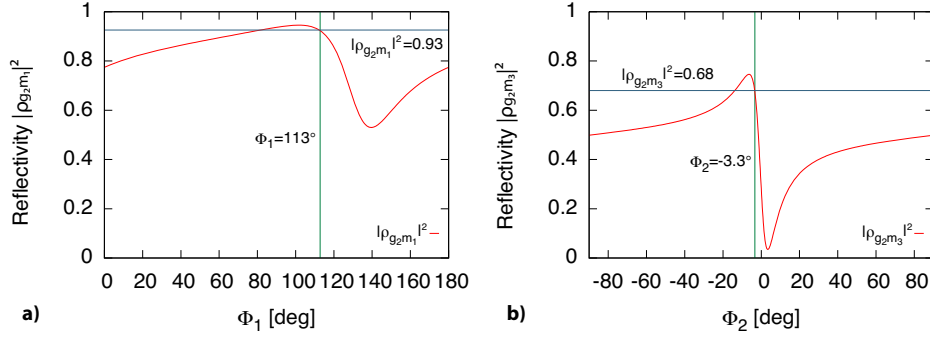 Reflectivity |ρg₂m₁|²
1
0.8
0.6
0.4
0.2
0
|ρg₂m₁|²=0.93
Φ₁=113°
|ρg₂m₁|²
0 20 40 60 80 100 120 140 160 180
a)
Φ₁ [deg]
Reflectivity |ρg₂m₃|²
1
0.8
0.6
0.4
0.2
0
|ρg₂m₃|²=0.68
Φ₂=-3.3°
|ρg₂m₃|²
-80 -60 -40 -20 0 20 40 60 80
b)
Φ₂ [deg]